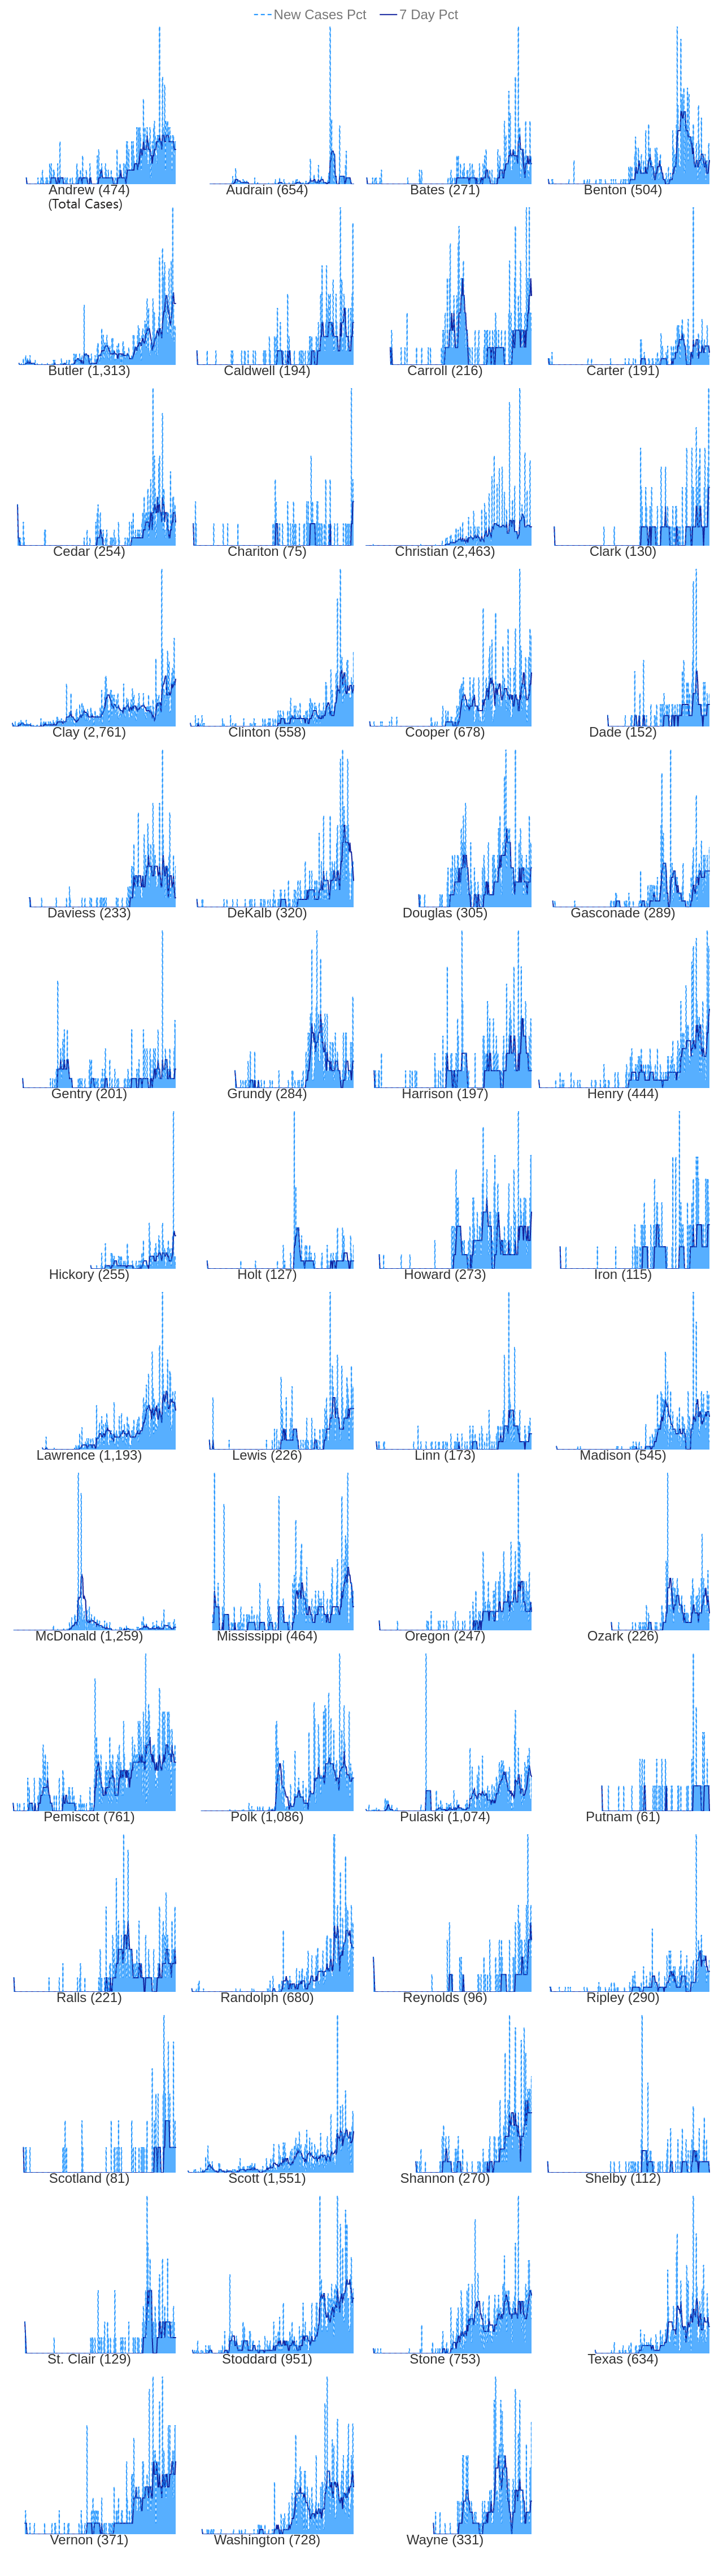 New Cases Pct 7 Day Pct
Andrew (474) Audrain (654) Bates (271) Benton (504)
(Total Cases)
Butler (1,313) Caldwell (194) Carroll (216) Carter (191)
Cedar (254) Chariton (75) Christian (2,463) Clark (130)
Clay (2,761) Clinton (558) Cooper (678) Dade (152)
Daviess (233) DeKalb (320) Douglas (305) Gasconade (289)
Gentry (201) Grundy (284) Harrison (197) Henry (444)
Hickory (255) Holt (127) Howard (273) Iron (115)
Lawrence (1,193) Lewis (226) Linn (173) Madison (545)
McDonald (1,259) Mississippi (464) Oregon (247) Ozark (226)
Pemiscot (761) Polk (1,086) Pulaski (1,074) Putnam (61)
Ralls (221) Randolph (680) Reynolds (96) Ripley (290)
Scotland (81) Scott (1,551) Shannon (270) Shelby (112)
St. Clair (129) Stoddard (951) Stone (753) Texas (634)
Vernon (371) Washington (728) Wayne (331)